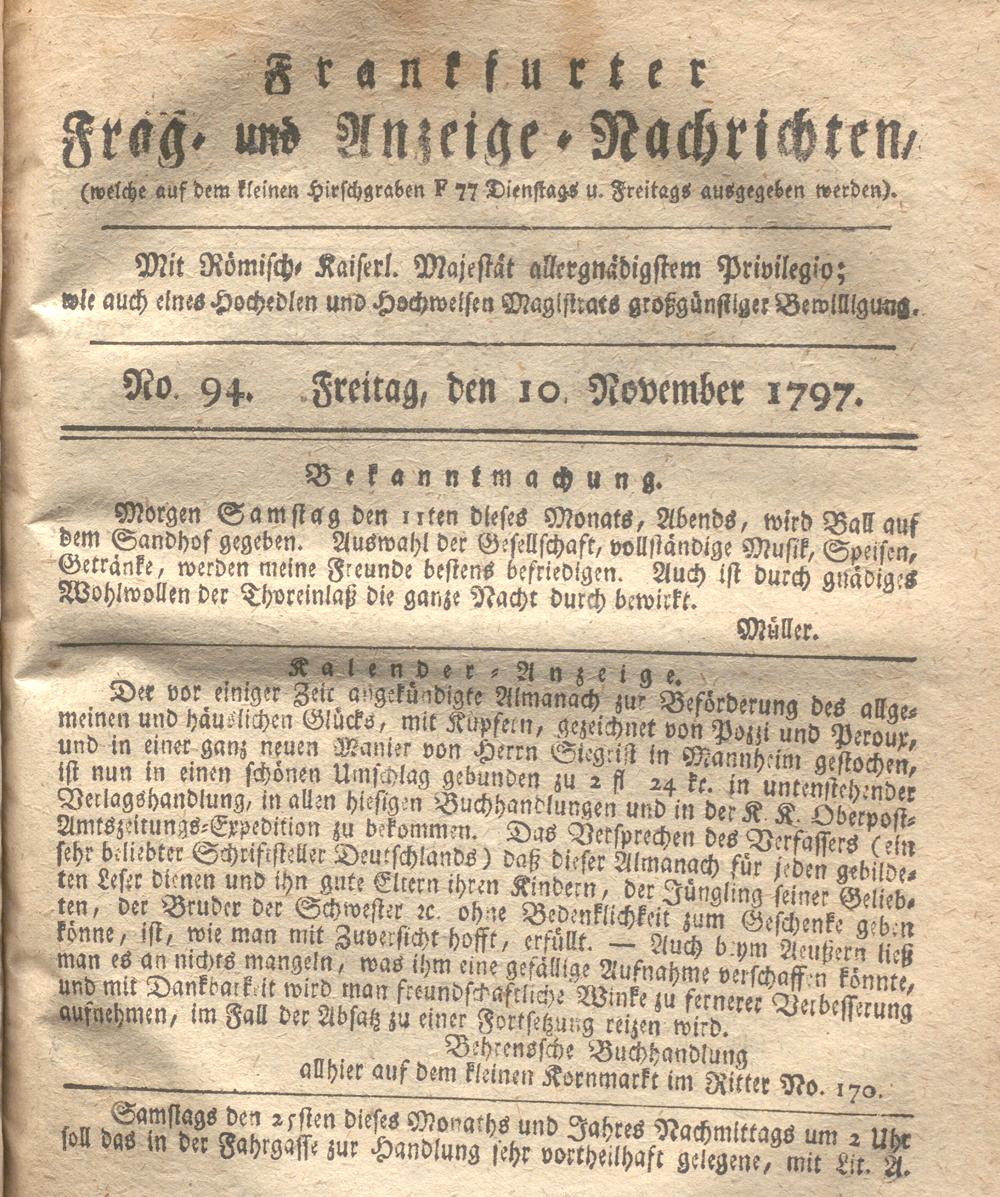 Frankfurter
Frag- und Anzeige-Nachrichten,
(welche auf dem kleinen Hirschgraben F 77 Dienstags u. Freitags ausgegeben werden).
Mit Römisch- Kaiserl. Majestät allergnädigstem Privilegio;
wie auch eines Hochedlen und Hochweisen Magistrats großgünstiger Bewilligung.
No. 94. Freitag, den 10. November 1797.
Bekanntmachung.
Morgen Samstag den 11ten dieses Monats, Abends, wird Ball auf
dem Sandhof gegeben. Auswahl der Gesellschaft, vollständige Musik, Speisen,
Getränke, werden meine Freunde bestens befriedigen. Auch ist durch gnädiges
Wohlwollen der Thoreinlaß die ganze Nacht durch bewirkt.
Müller.
Kalender-Anzeige.
Der vor einiger Zeit angekündigte Almanach zur Beförderung des allge-
meinen und häuslichen Glücks, mit Kupfern, gezeichnet von Pozzi und Peroux,
und in einer ganz neuen Manier von Herrn Siegrist in Mannheim gestochen,
ist nun in einen schönen Umschlag gebunden zu 2 fl 24 kr. in untenstehender
Verlagshandlung, in allen hiesigen Buchhandlungen und in der K. K. Oberpost-
Amtszeitungs-Expedition zu bekommen. Das Versprechen des Verfassers (ein
sehr beliebter Schriftsteller Deutschlands) daß dieser Almanach für jeden gebilde-
ten Leser dienen und ihn gute Eltern ihren Kindern, der Jüngling seiner Gelieb-
ten, der Bruder der Schwester ꝛc. ohne Bedenklichkeit zum Geschenke geben
könne, ist, wie man mit Zuversicht hofft, erfüllt. — Auch beym Aeußern ließ
man es an nichts mangeln, was ihm eine gefällige Aufnahme verschaffen könnte,
und mit Dankbarkeit wird man freundschaftliche Winke zu fernerer Verbesserung
aufnehmen, im Fall der Absatz zu einer Fortsetzung reizen wird.
Behrenssche Buchhandlung
allhier auf dem kleinen Kornmarkt im Ritter No. 170.
Samstags den 25sten dieses Monaths und Jahres Nachmittags um 2 Uhr
soll das in der Fahrgasse zur Handlung sehr vortheilhaft gelegene, mit Lit. A.